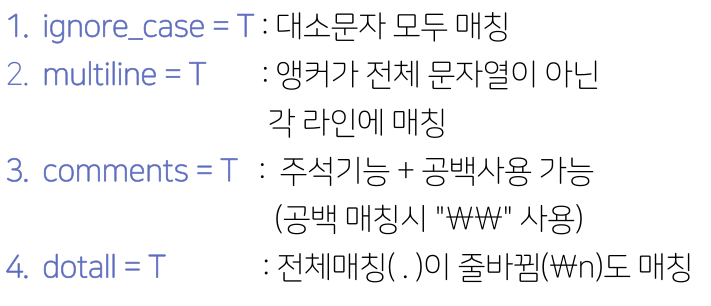 1. ignore_case = T : 대소문자 모두 매칭
2. multiline = T : 앵커가 전체 문자열이 아닌
각 라인에 매칭
3. comments = T : 주석기능 + 공백사용 가능
(공백 매칭시 "₩₩" 사용)
4. dotall = T : 전체매칭( . )이 줄바꿈(₩n)도 매칭